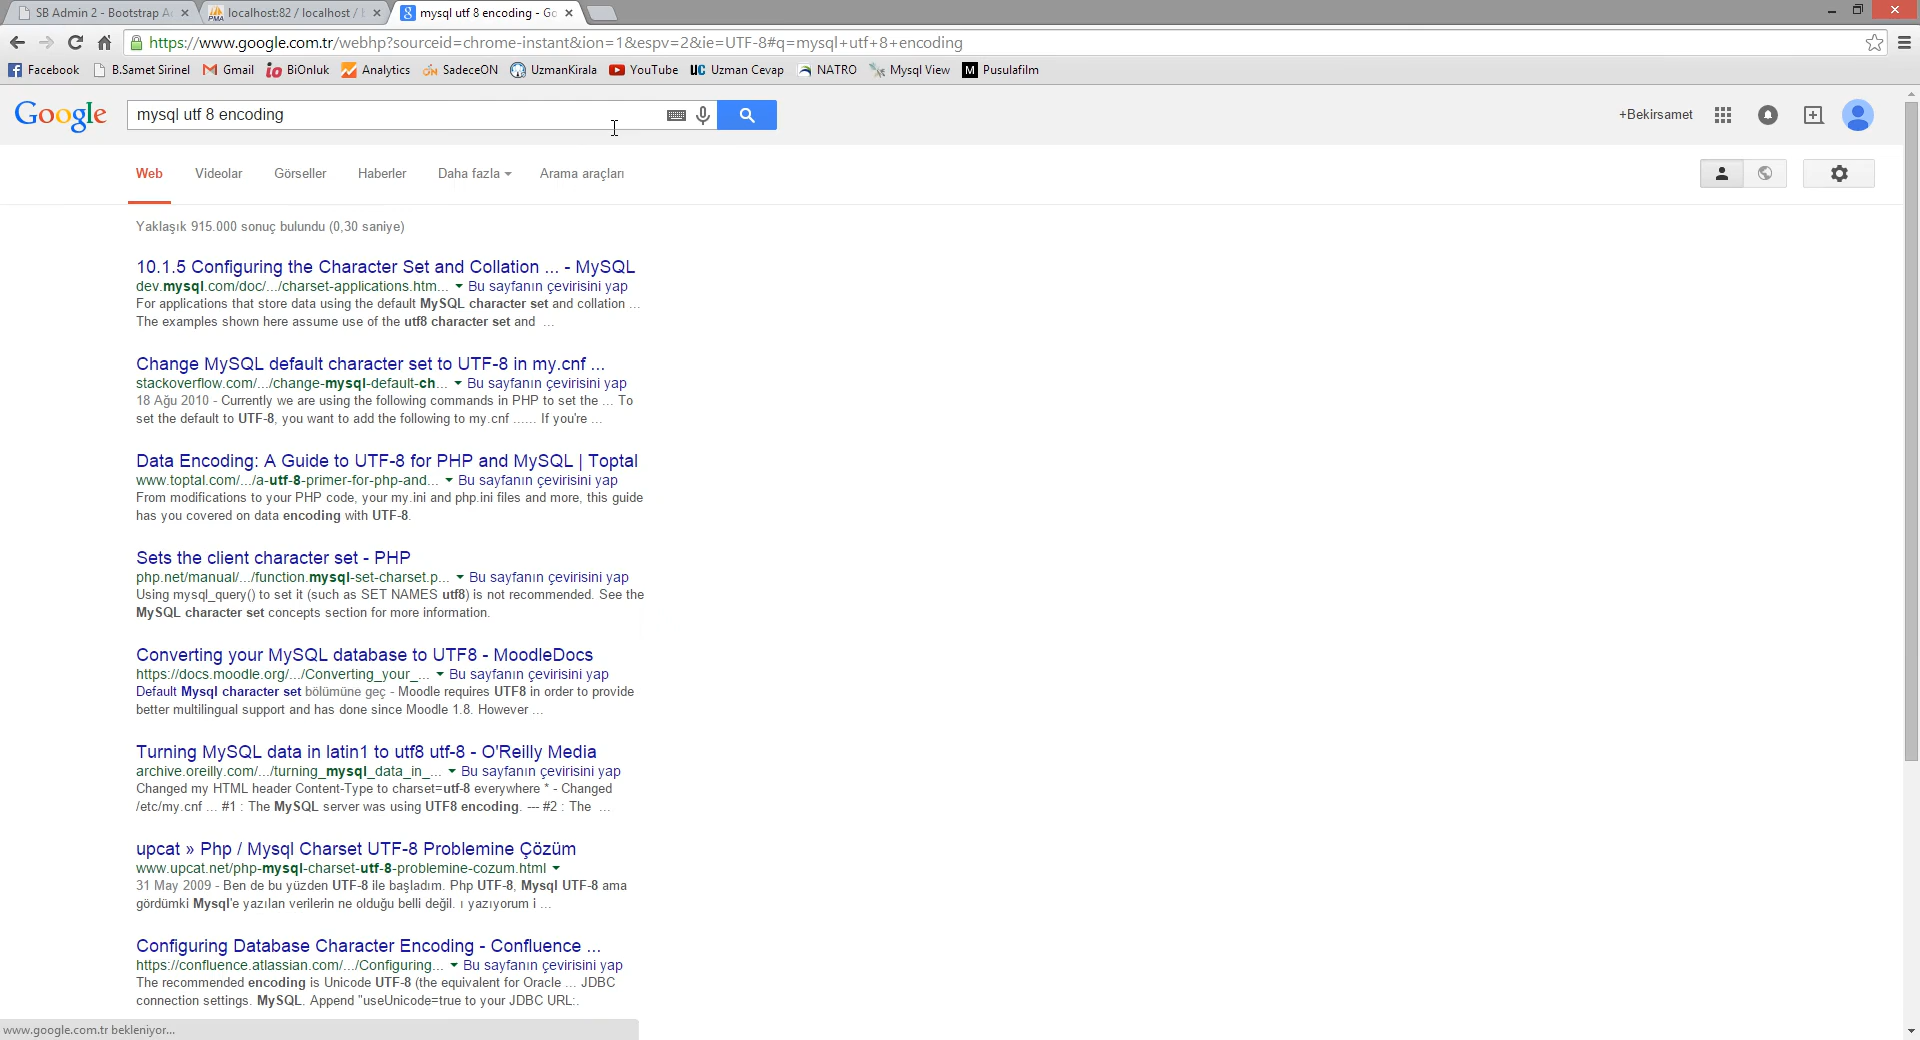 SB Admin 2 - Bootstrap A
localhost:82 / localhost /
mysql utf 8 encoding - Go
https://www.google.com.tr/webhp?sourceid=chrome-instant&ion=1&espv=2&ie=UTF-8#q=mysql+utf+8+encoding
Facebook B.Samet Sirinel Gmail BiOnluk Analytics SadeceON UzmanKirala YouTube Uzman Cevap NATRO Mysql View Pusulafilm
Google mysql utf 8 encoding +Bekirsamet
Web Videolar Görseller Haberler Daha fazla Arama araçları
Yaklaşık 915.000 sonuç bulundu (0,30 saniye)
10.1.5 Configuring the Character Set and Collation ... - MySQL
dev.mysql.com/doc/.../charset-applications.htm... Bu sayfanın çevirisini yap
For applications that store data using the default MySQL character set and collation ...
The examples shown here assume use of the utf8 character set and ...
Change MySQL default character set to UTF-8 in my.cnf ...
stackoverflow.com/.../change-mysql-default-ch... Bu sayfanın çevirisini yap
18 Ağu 2010 - Currently we are using the following commands in PHP to set the ... To
set the default to UTF-8, you want to add the following to my.cnf ...... If you're ...
Data Encoding: A Guide to UTF-8 for PHP and MySQL | Toptal
www.toptal.com/.../a-utf-8-primer-for-php-and... Bu sayfanın çevirisini yap
From modifications to your PHP code, your my.ini and php.ini files and more, this guide
has you covered on data encoding with UTF-8.
Sets the client character set - PHP
php.net/manual/.../function.mysql-set-charset.p... Bu sayfanın çevirisini yap
Using mysql_query() to set it (such as SET NAMES utf8) is not recommended. See the
MySQL character set concepts section for more information.
Converting your MySQL database to UTF8 - MoodleDocs
https://docs.moodle.org/.../Converting_your_... Bu sayfanın çevirisini yap
Default Mysql character set bölümüne geç - Moodle requires UTF8 in order to provide
better multilingual support and has done since Moodle 1.8. However ...
Turning MySQL data in latin1 to utf8 utf-8 - O'Reilly Media
archive.oreilly.com/.../turning_mysql_data_in_... Bu sayfanın çevirisini yap
Changed my HTML header Content-Type to charset=utf-8 everywhere * - Changed
/etc/my.cnf ... #1 : The MySQL server was using UTF8 encoding. --- #2 : The ...
upcat » Php / Mysql Charset UTF-8 Problemine Çözüm
www.upcat.net/php-mysql-charset-utf-8-problemine-cozum.html
31 May 2009 - Ben de bu yüzden UTF-8 ile başladım. Php UTF-8, Mysql UTF-8 ama
gördümki Mysql'e yazılan verilerin ne olduğu belli değil. ı yazıyorum i ...
Configuring Database Character Encoding - Confluence ...
https://confluence.atlassian.com/.../Configuring... Bu sayfanın çevirisini yap
The recommended encoding is Unicode UTF-8 (the equivalent for Oracle ... JDBC
connection settings. MySQL. Append "useUnicode=true to your JDBC URL:.
www.google.com.tr bekleniyor...